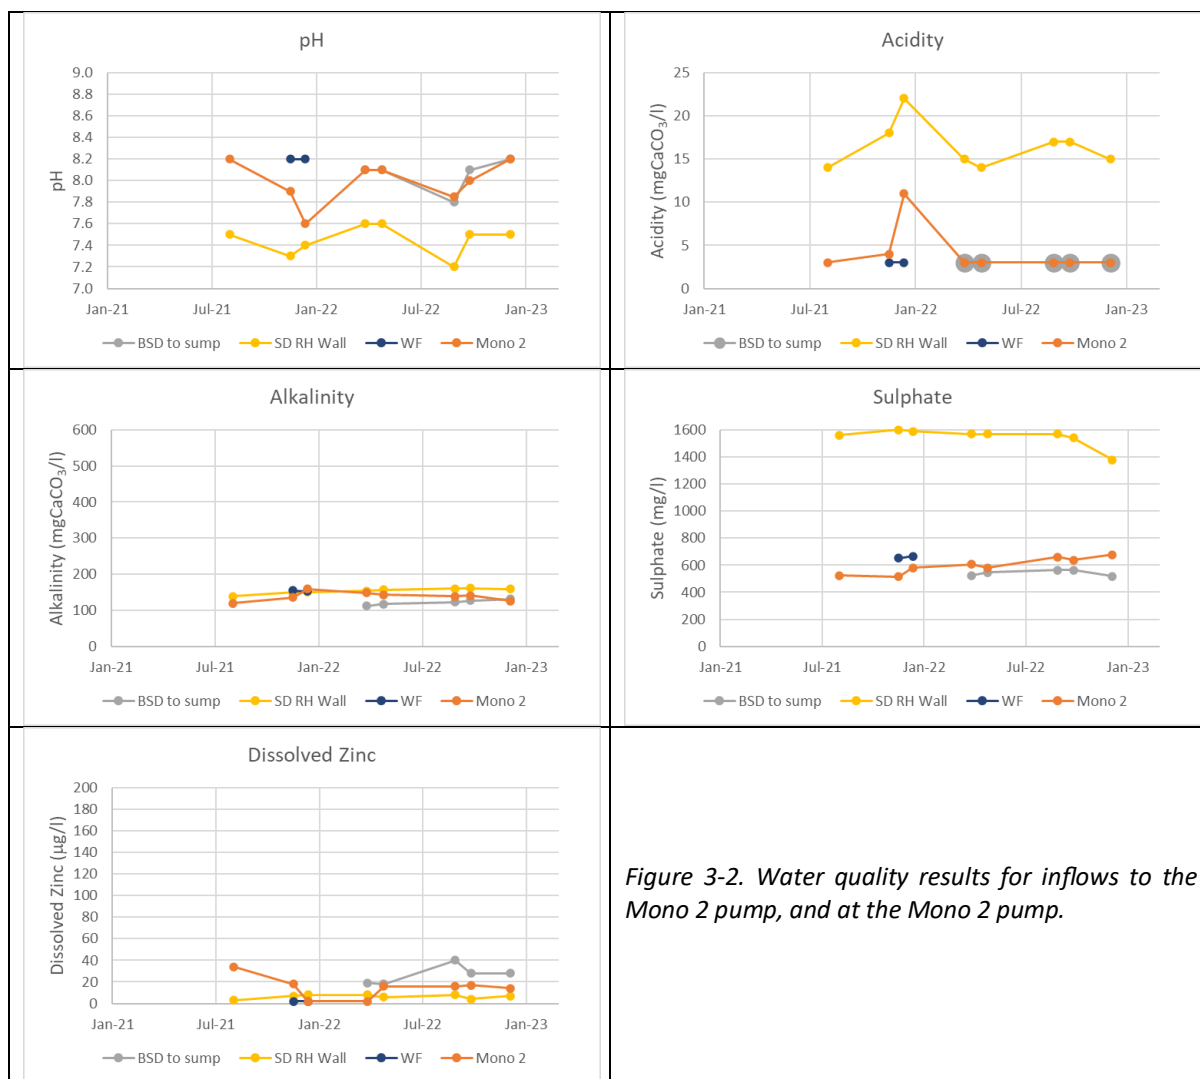 pH
9.0
8.8
8.6
8.4
8.2
8.0
7.8
7.6
7.4
7.2
7.0
pH
Jan-21 Jul-21 Jan-22 Jul-22 Jan-23
BSD to sump SD RH Wall WF Mono 2
Acidity
25
20
15
10
5
0
Acidity (mgCaCO3/l)
Jan-21 Jul-21 Jan-22 Jul-22 Jan-23
BSD to sump SD RH Wall WF Mono 2
Alkalinity
600
500
400
300
200
100
0
Alkalinity (mgCaCO3/l)
Jan-21 Jul-21 Jan-22 Jul-22 Jan-23
BSD to sump SD RH Wall WF Mono 2
Sulphate
1600
1400
1200
1000
800
600
400
200
0
Sulphate (mg/l)
Jan-21 Jul-21 Jan-22 Jul-22 Jan-23
BSD to sump SD RH Wall WF Mono 2
Dissolved Zinc
200
180
160
140
120
100
80
60
40
20
0
Dissolved Zinc (µg/l)
Jan-21 Jul-21 Jan-22 Jul-22 Jan-23
BSD to sump SD RH Wall WF Mono 2
Figure 3-2. Water quality results for inflows to the
Mono 2 pump, and at the Mono 2 pump.